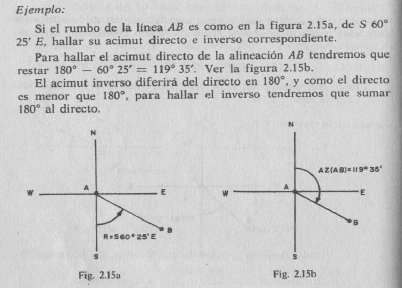 Ejemplo:
Si el rumbo de la línea AB es como en la figura 2.15a, de S 60°
25′ E, hallar su acimut directo e inverso correspondiente.
Para hallar el acimut directo de la alineación AB tendremos que
restar 180° — 60° 25′ = 119° 35′. Ver la figura 2.15b.
El acimut inverso diferirá del directo en 180°, y como el directo
es menor que 180°, para hallar el inverso tendremos que sumar
180° al directo.
N
W
A
E
B
R=S60°25′E
S
Fig. 2.15a
N
AZ(AB)=119°35′
W
A
E
B
S
Fig. 2.15b